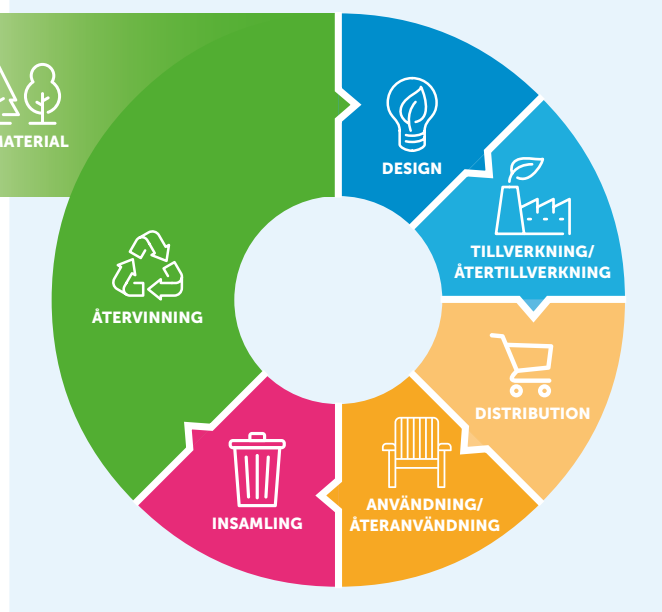 MATERIAL
DESIGN
TILLVERKNING/
ÅTERTILLVERKNING
DISTRIBUTION
ANVÄNDNING/
ÅTERANVÄNDNING
INSAMLING
ÅTERVINNING